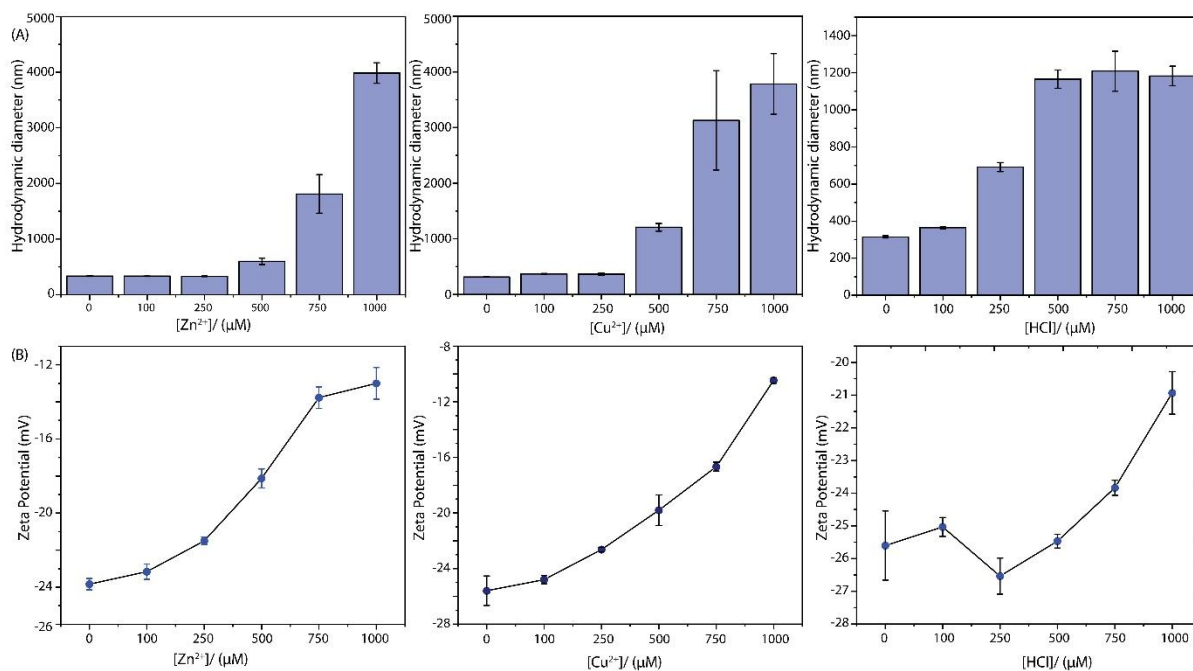 (A)
Hydrodynamic diameter (nm)
5000
4000
3000
2000
1000
0
0 100 250 500 750 1000
[Zn²⁺]/ (μM)
Hydrodynamic diameter (nm)
5000
4000
3000
2000
1000
0
0 100 250 500 750 1000
[Cu²⁺]/ (μM)
Hydrodynamic diameter (nm)
1400
1200
1000
800
600
400
200
0
0 100 250 500 750 1000
[HCl]/ (μM)
(B)
Zeta Potential (mV)
-12
-16
-20
-24
-26
0 100 250 500 750 1000
[Zn²⁺]/ (μM)
Zeta Potential (mV)
-8
-12
-16
-20
-24
-28
0 100 250 500 750 1000
[Cu²⁺]/ (μM)
Zeta Potential (mV)
-20
-21
-22
-23
-24
-25
-26
-27
-28
0 100 250 500 750 1000
[HCl]/ (μM)